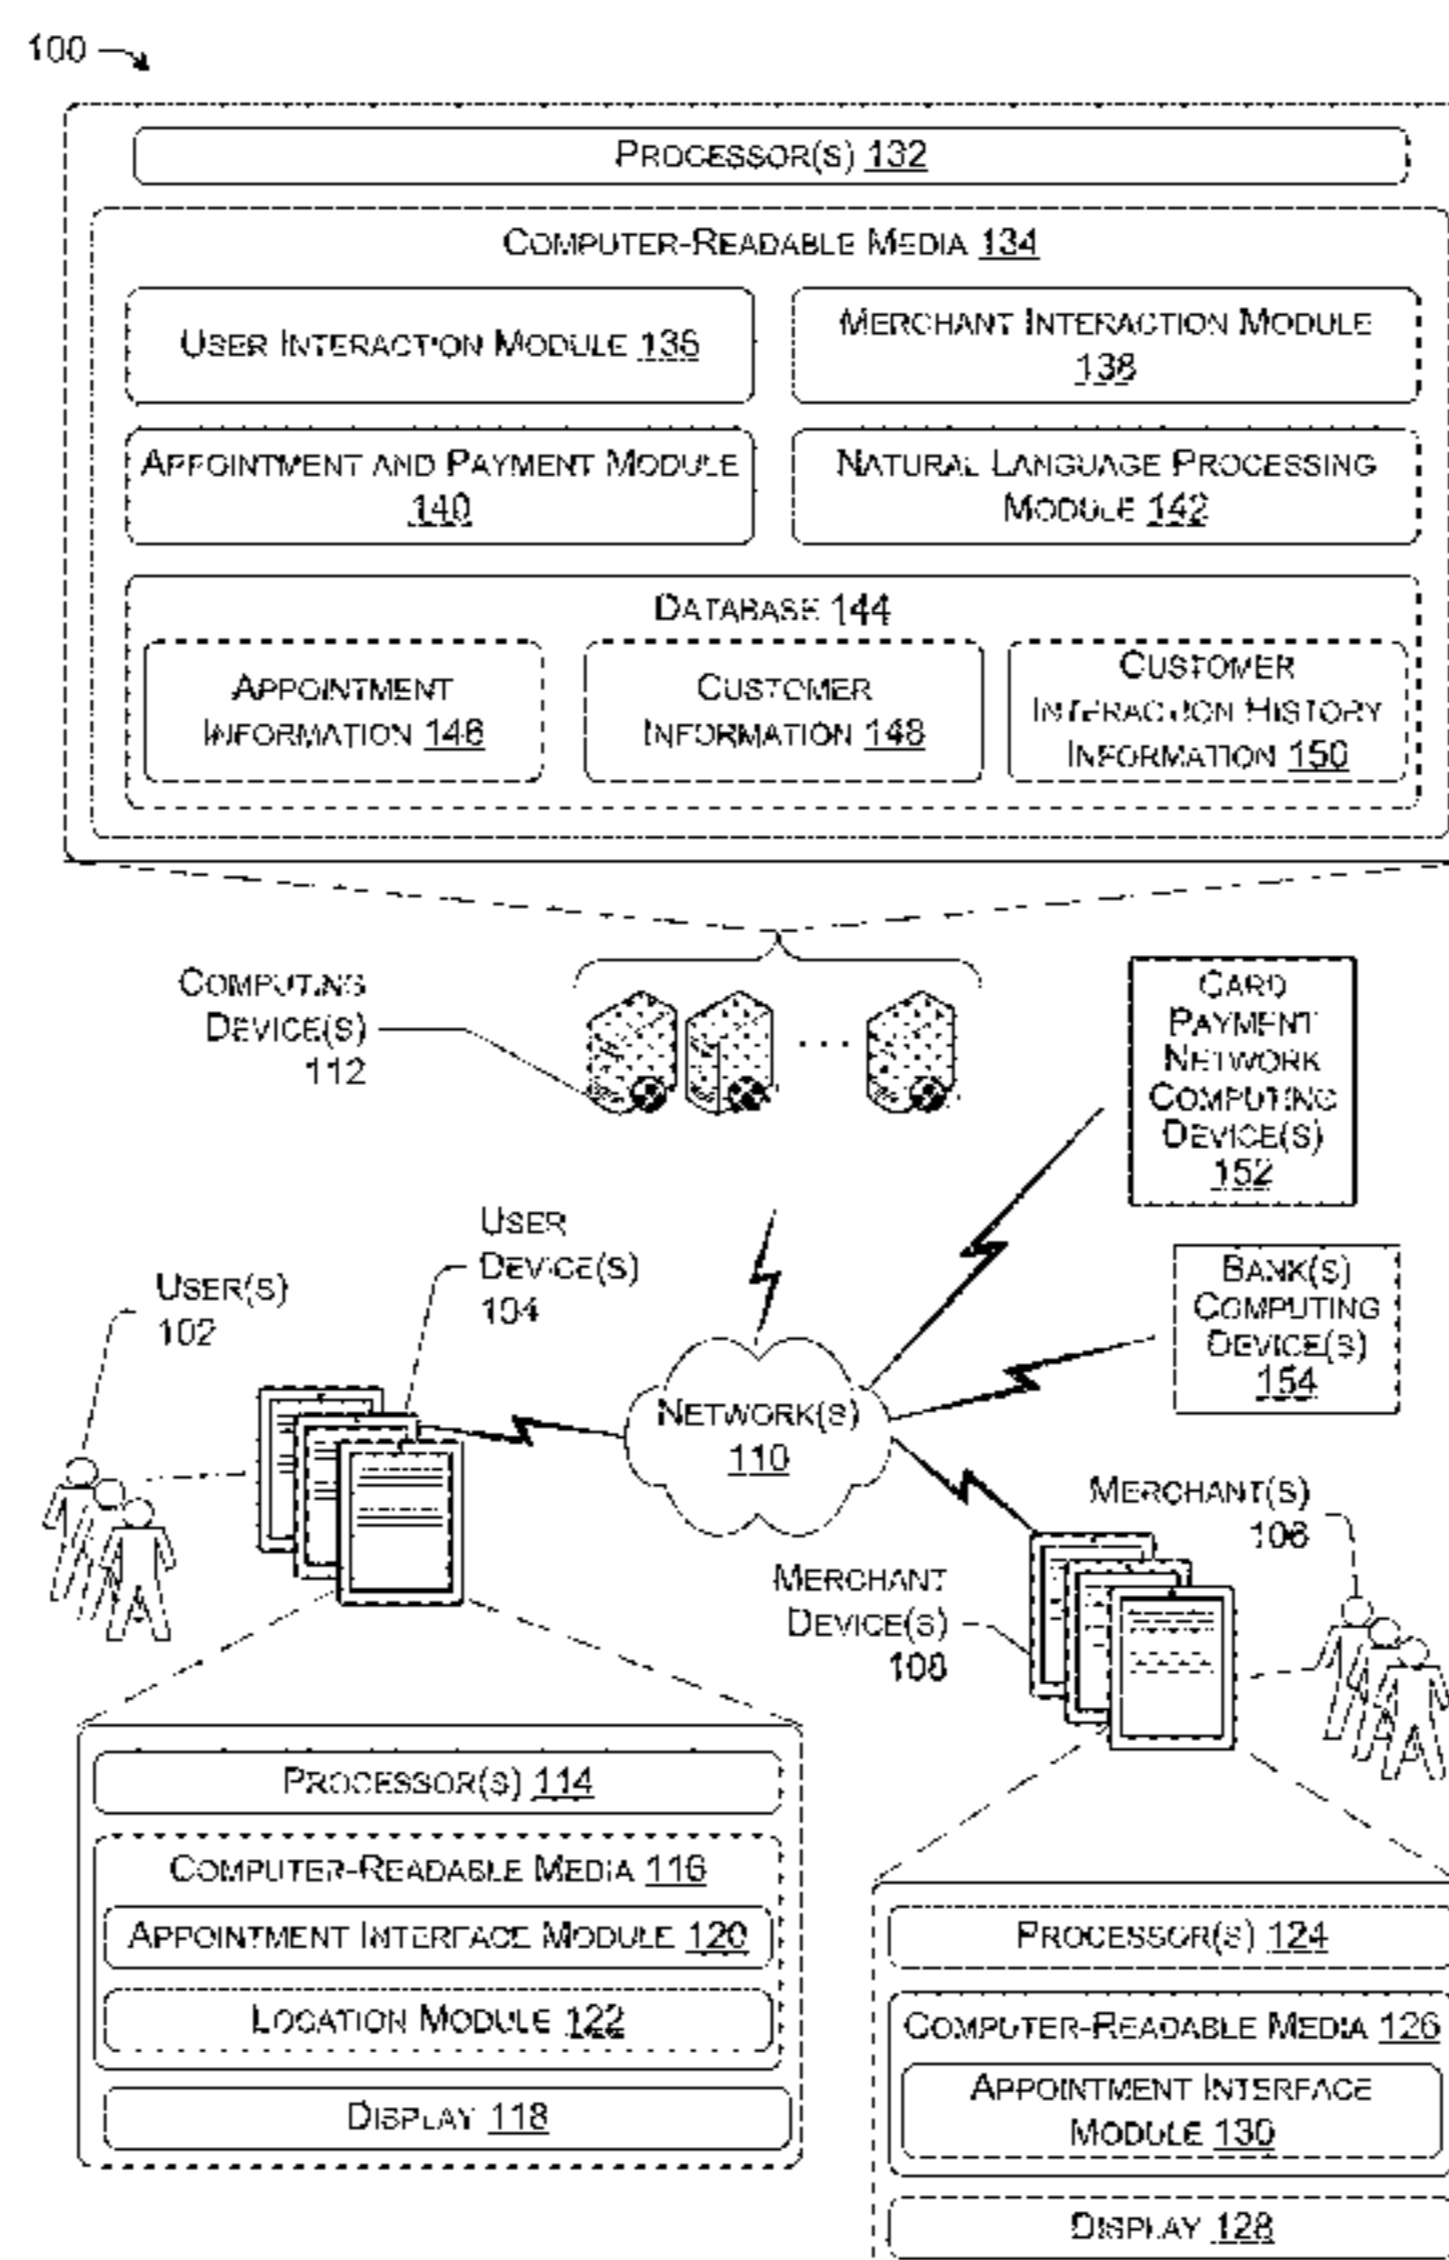 100
PROCESSOR(S) 132
COMPUTER-READABLE MEDIA 134
USER INTERACTION MODULE 136
MERCHANT INTERACTION MODULE
138
APPOINTMENT AND PAYMENT MODULE
140
NATURAL LANGUAGE PROCESSING
MODULE 142
DATABASE 144
APPOINTMENT
INFORMATION 146
CUSTOMER
INFORMATION 148
CUSTOMER
INTERACTION HISTORY
INFORMATION 150
COMPUTING
DEVICE(S)
112
CARD
PAYMENT
NETWORK
COMPUTING
DEVICE(S)
152
USER
DEVICE(S)
104
USER(S)
102
BANK(S)
COMPUTING
DEVICE(S)
154
NETWORK(S)
110
MERCHANT(S)
106
MERCHANT
DEVICE(S)
108
PROCESSOR(S) 114
COMPUTER-READABLE MEDIA 116
APPOINTMENT INTERFACE MODULE 120
LOCATION MODULE 122
DISPLAY 118
PROCESSOR(S) 124
COMPUTER-READABLE MEDIA 126
APPOINTMENT INTERFACE
MODULE 130
DISPLAY 128